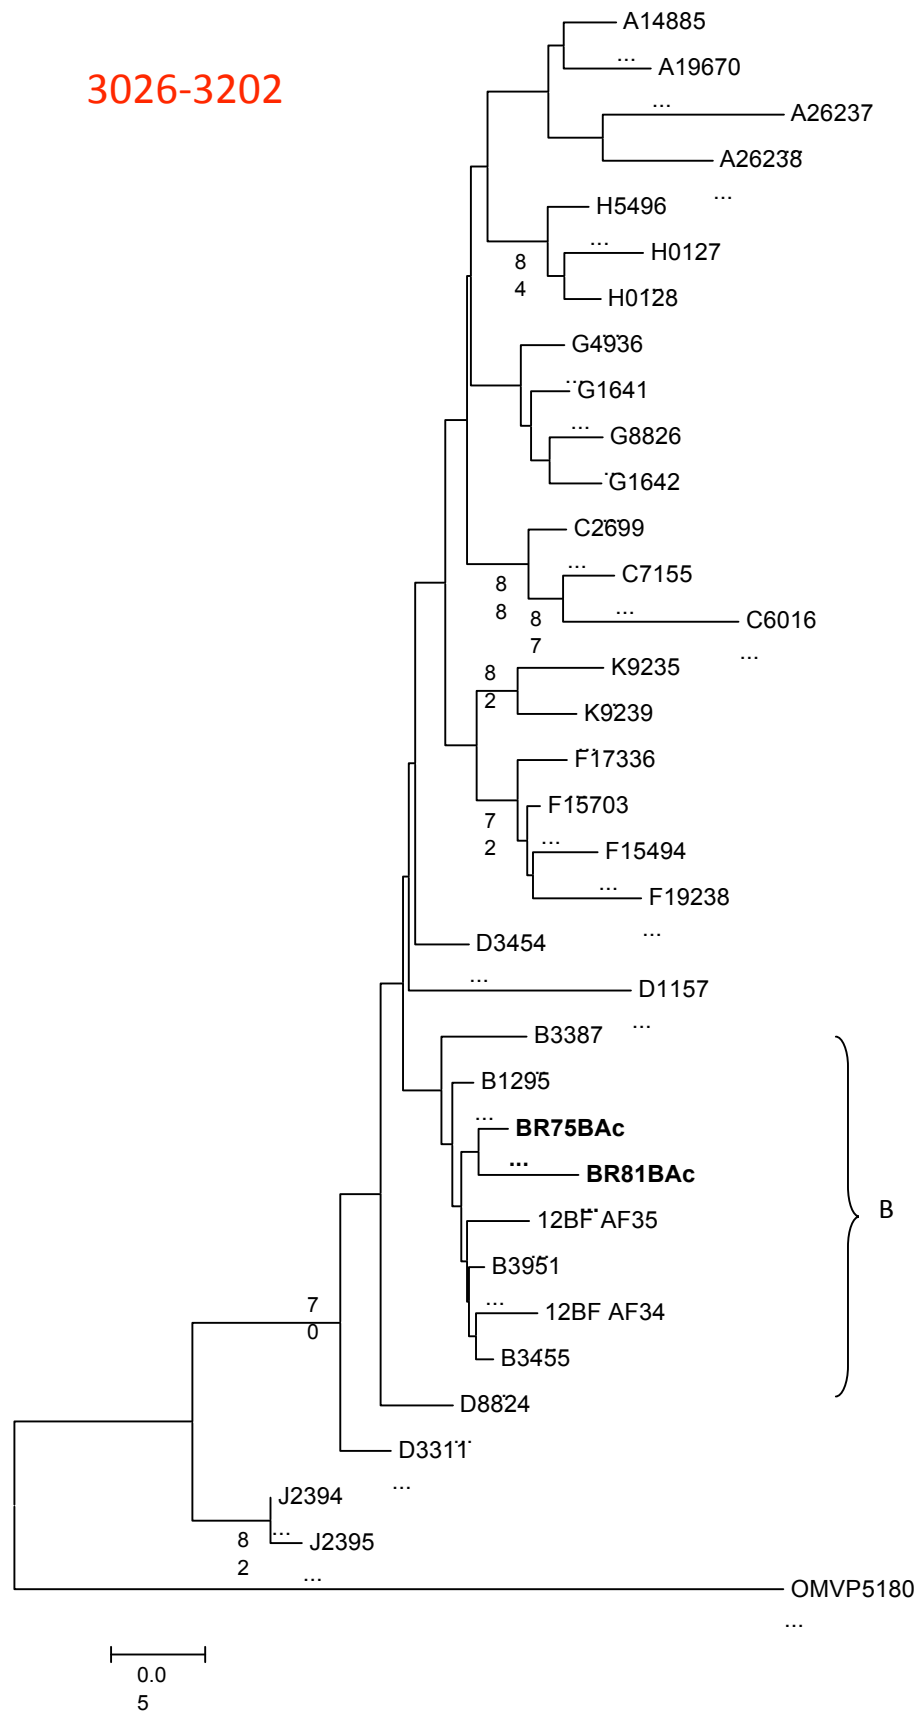 A14885
...
A19670
3026-3202
...
A26237
A26238
...
...
H5496
...
H0127
8
4
H0128
...
G4936
...
G1641
...
G8826
...
G1642
C2699
...
...
C7155
8
8
...
8
7
C6016
...
K9235
8
2
K9239
...
F17336
...
F15703
7
2
...
F15494
...
F19238
...
D3454
...
D1157
...
B3387
B1295
...
...
BR75BAc
...
BR81BAc
...
12BF AF35
B
B3951
...
...
12BF AF34
7
0
B3455
...
D8824
D3311
...
...
J2394
...
8
2
J2395
...
OMVP5180
...
0.0
5